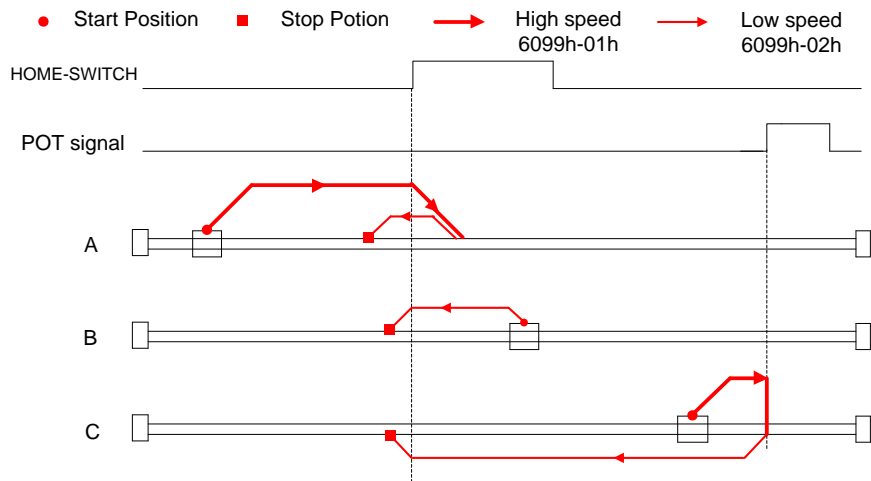 Start Position
Stop Potion
High speed
6099h-01h
Low speed
6099h-02h
HOME-SWITCH
POT signal
A
B
C